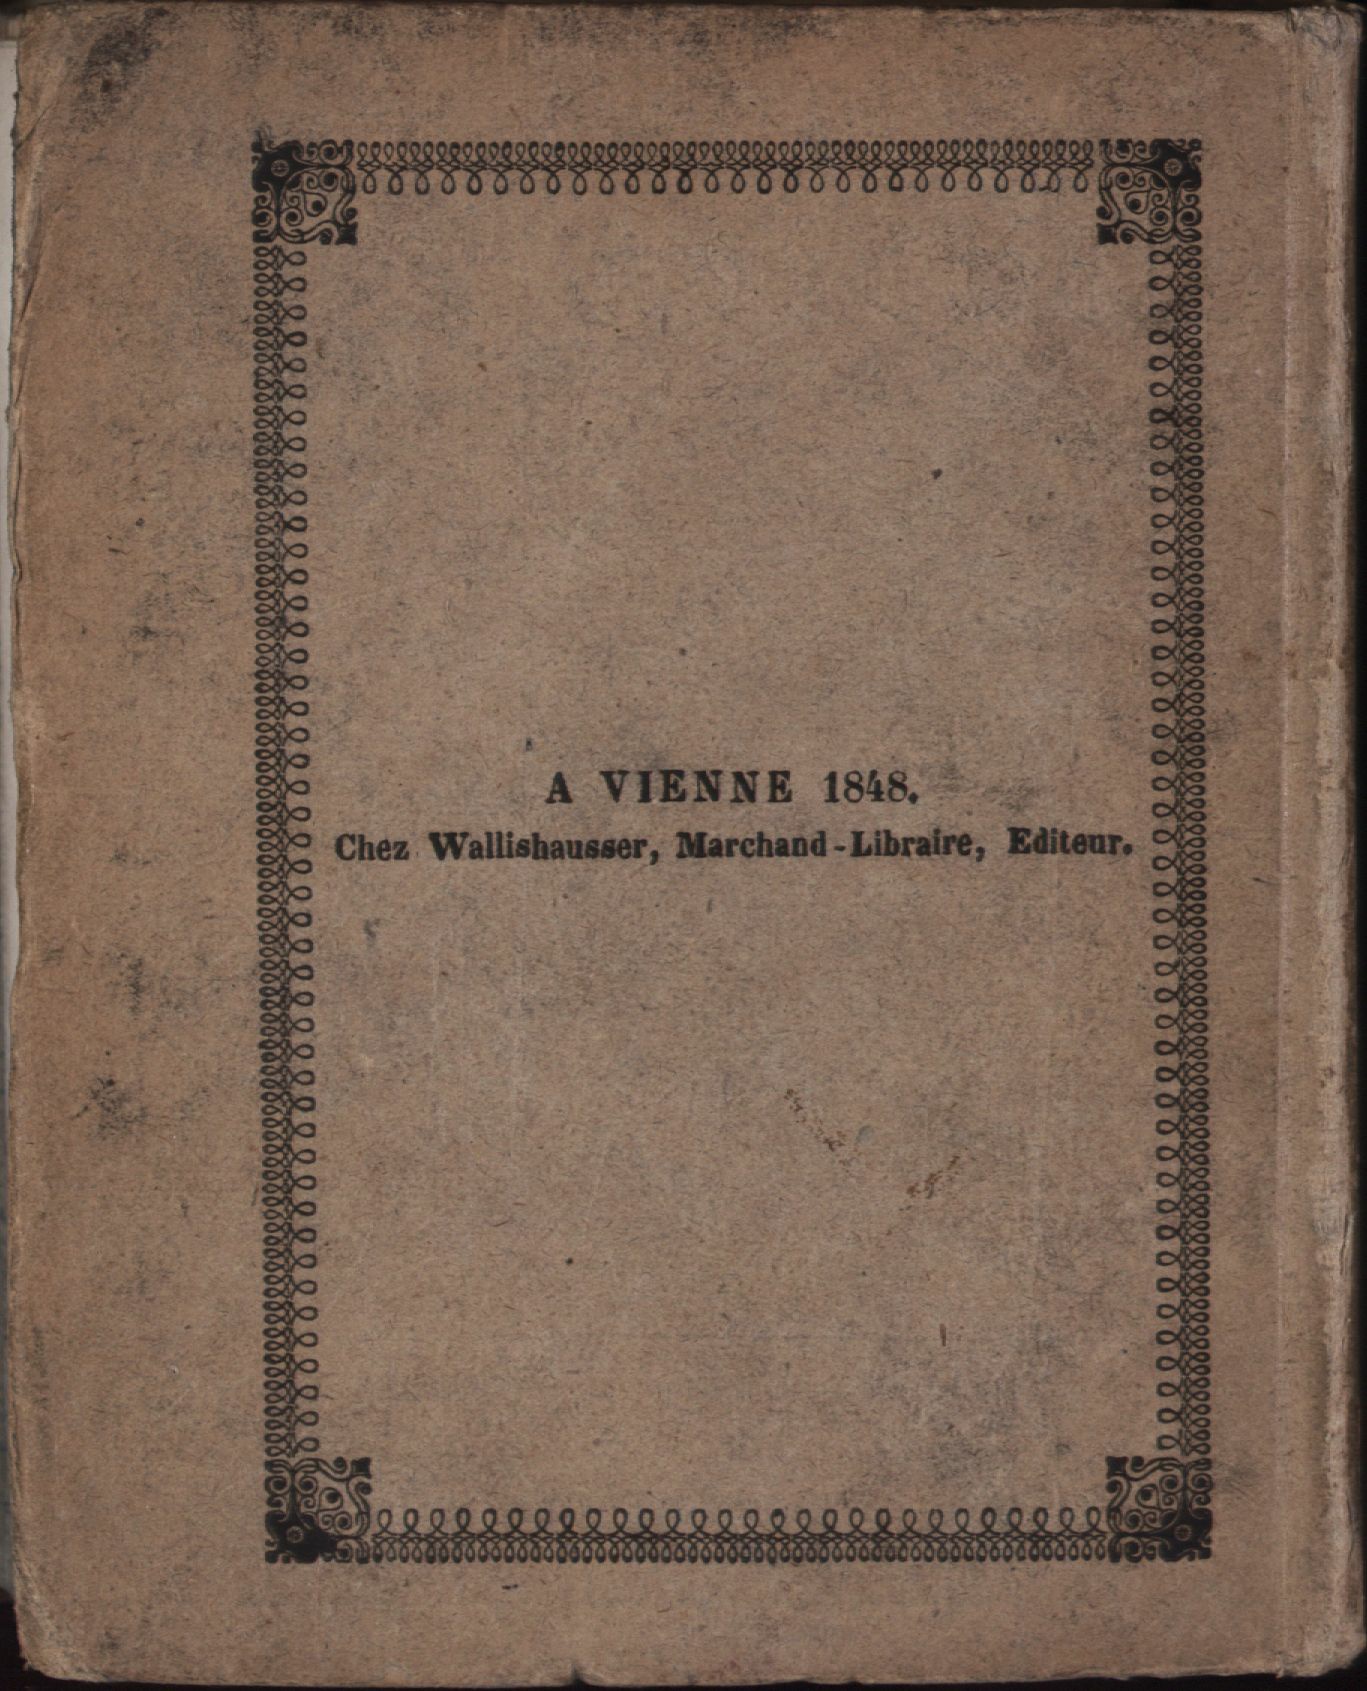 A VIENNE 1848.
Chez Wallishausser, Marchand-Libraire, Editeur.